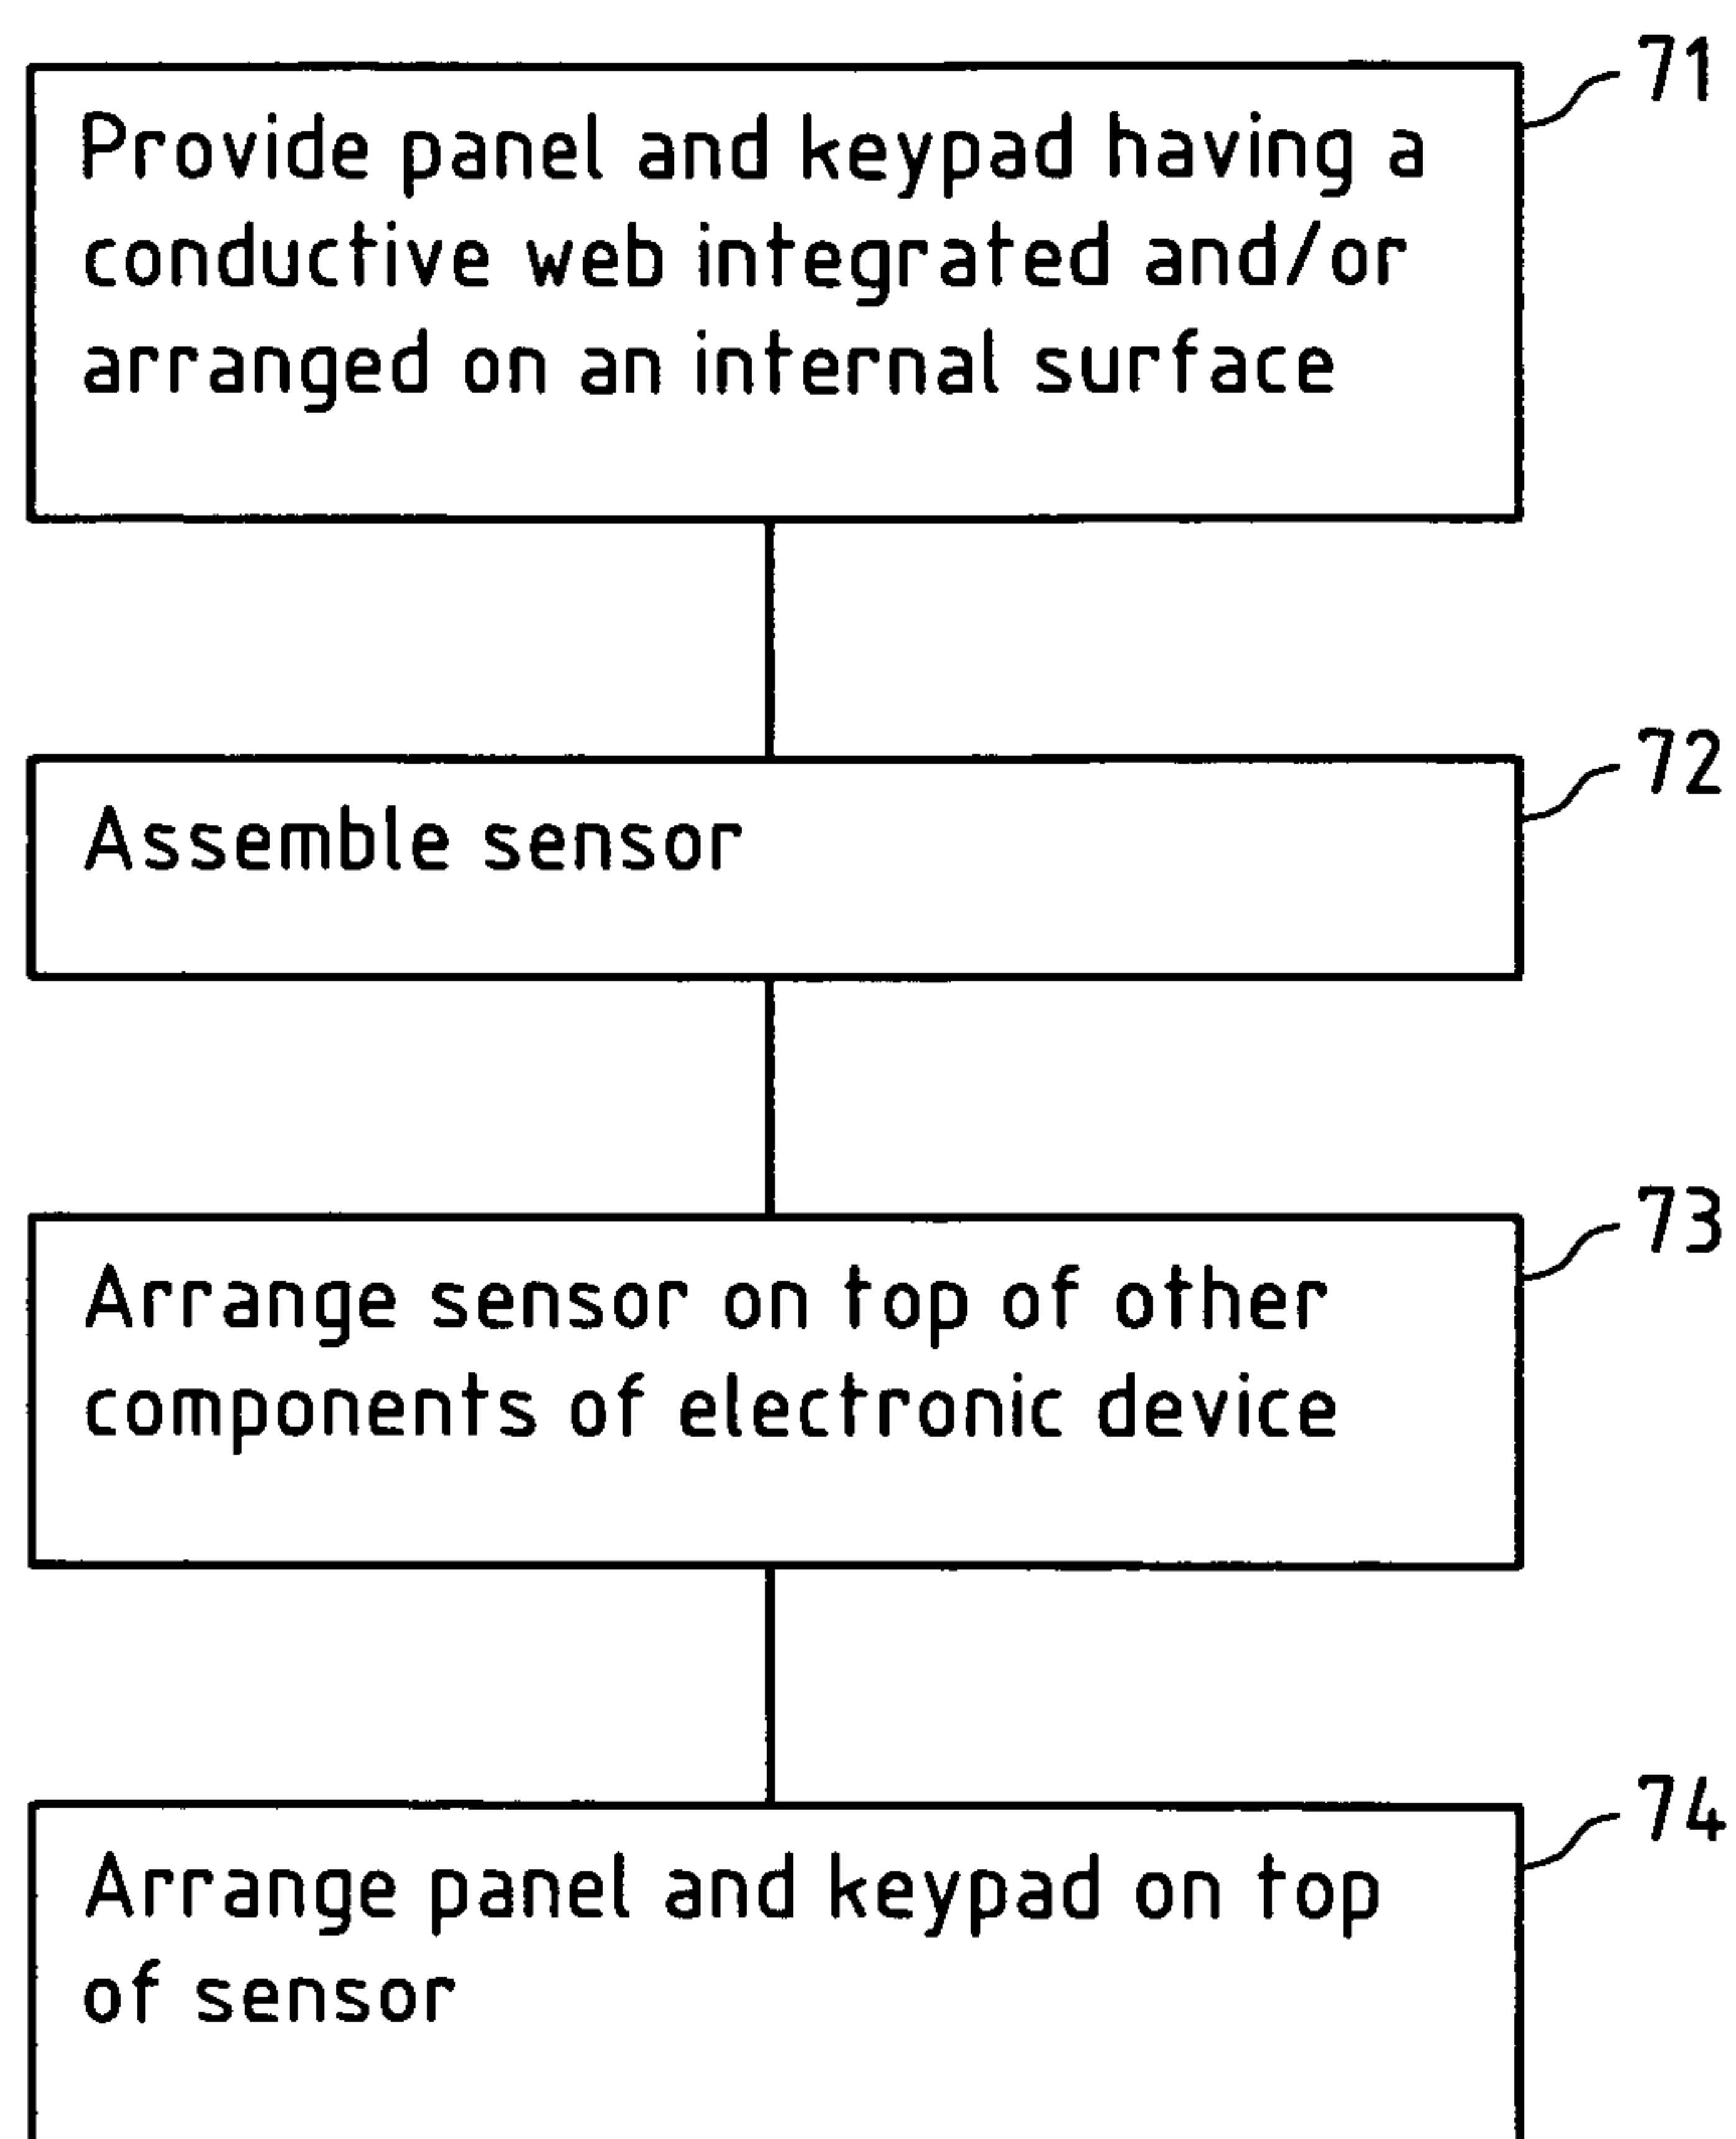 71
Provide panel and keypad having a
conductive web integrated and/or
arranged on an internal surface
72
Assemble sensor
73
Arrange sensor on top of other
components of electronic device
74
Arrange panel and keypad on top
of sensor